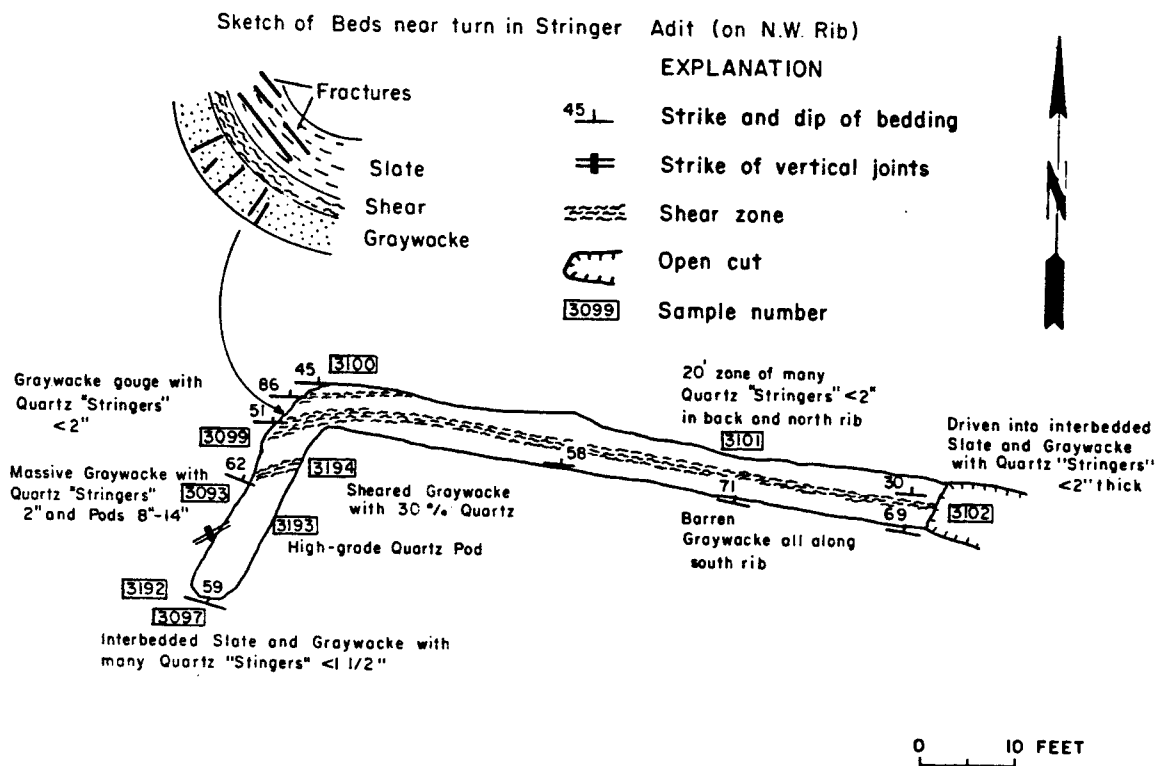 Sketch of Beds near turn in Stringer Adit (on N.W. Rib)
EXPLANATION
Fractures
Slate
Shear
Graywacke
45 Strike and dip of bedding
Strike of vertical joints
Shear zone
Open cut
3099 Sample number
N
Graywacke gouge with
Quartz "Stringers"
<2"
86
45
3100
51
3099
62
3093
Massive Graywacke with
Quartz "Stringers"
2" and Pods 8"-14"
3194
Sheared Graywacke
with 30 % Quartz
3193
High-grade Quartz Pod
3192
59
3097
Interbedded Slate and Graywacke with
many Quartz "Stingers" <1 1/2"
58
20' zone of many
Quartz "Stringers" <2"
in back and north rib
3101
71
Barren
Graywacke all along
south rib
30
69
Driven into interbedded
Slate and Graywacke
with Quartz "Stringers"
<2" thick
3102
0 10 FEET